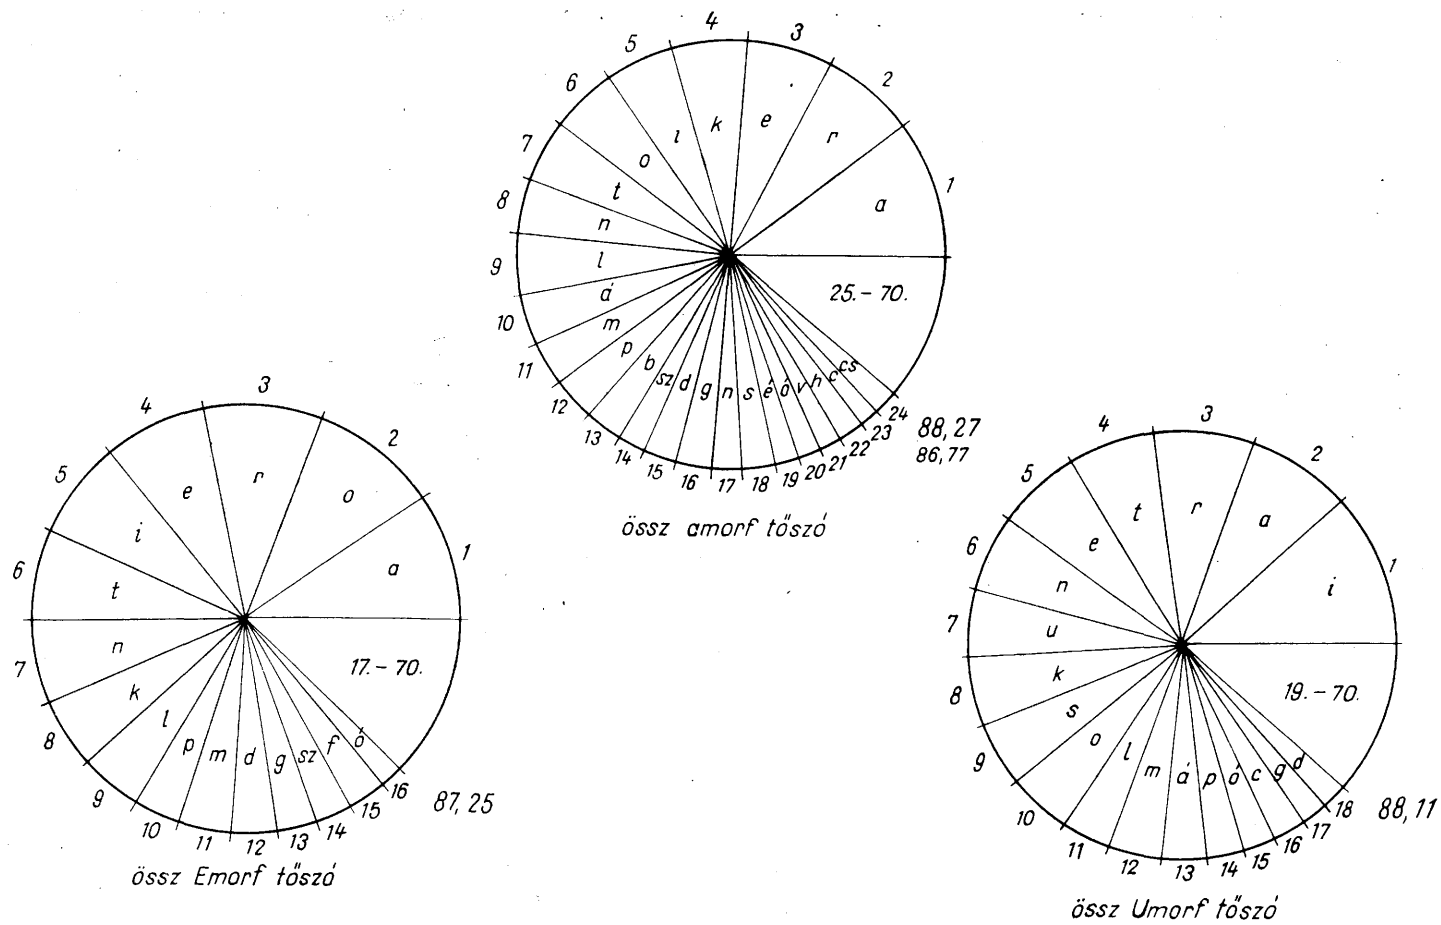 1
2
3
4
5
6
7
8
9
10
11
12
13
14
15
16
17
18
19
20
21
22
23
24
a
r
e
k
l
o
t
n
l
á
m
p
b
sz
d
g
n
s
é
ó
v
h
c
cs
25.-70.
88,27
86,77
össz amorf tőszó
1
2
3
4
5
6
7
8
9
10
11
12
13
14
15
16
a
o
r
e
i
t
n
k
l
p
m
d
g
sz
f
ó
17.-70.
87,25
össz Emorf tőszó
1
2
3
4
5
6
7
8
9
10
11
12
13
14
15
16
17
18
i
a
r
t
e
n
u
k
s
o
l
m
á
p
ó
c
g
d
19.-70.
88,11
össz Umorf tőszó